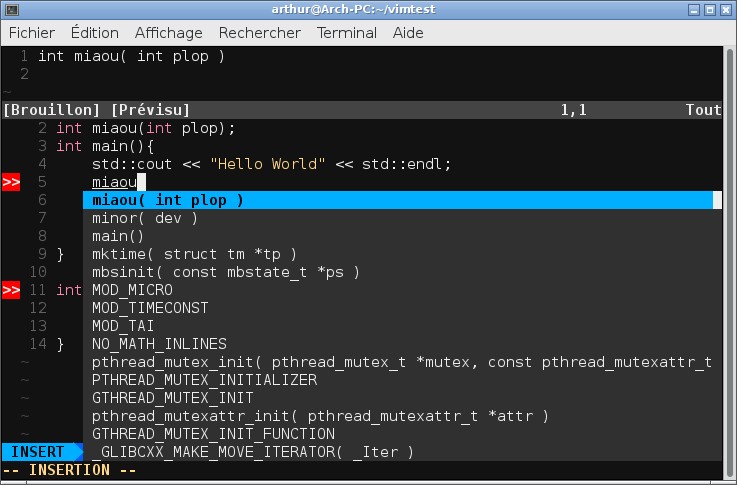 arthur@Arch-PC:~/vimtest
Fichier Édition Affichage Rechercher Terminal Aide
1 int miaou( int plop )
2
~
[Brouillon] [Prévisu] 1,1 Tout
2 int miaou(int plop);
3 int main(){
4 std::cout << "Hello World" << std::endl;
>> 5 miaou
6 miaou( int plop )
7 minor( dev )
8 main()
9 } mktime( struct tm *tp )
10 mbsinit( const mbstate_t *ps )
>> 11 int MOD_MICRO
12 MOD_TIMECONST
13 MOD_TAI
14 } NO_MATH_INLINES
~ pthread_mutex_init( pthread_mutex_t *mutex, const pthread_mutexattr_t
~ PTHREAD_MUTEX_INITIALIZER
~ GTHREAD_MUTEX_INIT
~ pthread_mutexattr_init( pthread_mutexattr_t *attr )
~ GTHREAD_MUTEX_INIT_FUNCTION
INSERT _GLIBCXX_MAKE_MOVE_ITERATOR( _Iter )
-- INSERTION --